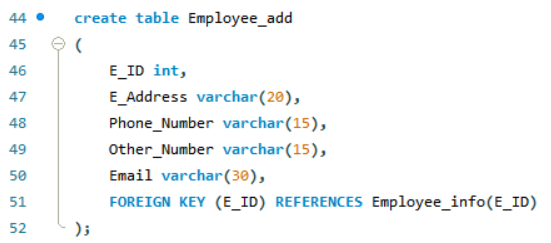 44 create table Employee_add
45 (
46 E_ID int,
47 E_Address varchar(20),
48 Phone_Number varchar(15),
49 Other_Number varchar(15),
50 Email varchar(30),
51 FOREIGN KEY (E_ID) REFERENCES Employee_info(E_ID)
52 );